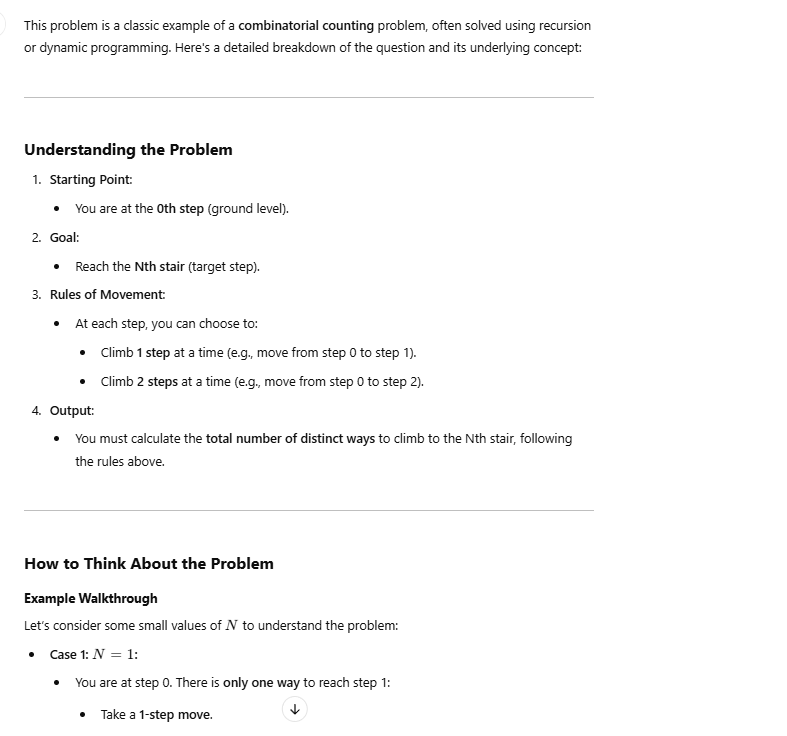 This problem is a classic example of a combinatorial counting problem, often solved using recursion
or dynamic programming. Here's a detailed breakdown of the question and its underlying concept:
Understanding the Problem
1. Starting Point:
• You are at the 0th step (ground level).
2. Goal:
• Reach the Nth stair (target step).
3. Rules of Movement:
• At each step, you can choose to:
• Climb 1 step at a time (e.g., move from step 0 to step 1).
• Climb 2 steps at a time (e.g., move from step 0 to step 2).
4. Output:
• You must calculate the total number of distinct ways to climb to the Nth stair, following
the rules above.
How to Think About the Problem
Example Walkthrough
Let's consider some small values of N to understand the problem:
• Case 1: N = 1:
• You are at step 0. There is only one way to reach step 1:
• Take a 1-step move.